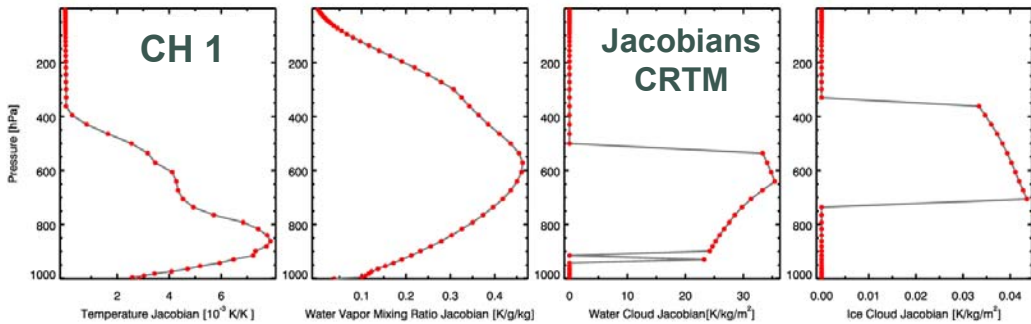 CH 1
Jacobians
CRTM
Pressure [hPa]
200
400
600
800
1000
2 4 6
Temperature Jacobian [10⁻³ K/K]
200
400
600
800
1000
0.1 0.2 0.3 0.4
Water Vapor Mixing Ratio Jacobian [K/g/kg]
200
400
600
800
1000
0 10 20 30
Water Cloud Jacobian[K/kg/m²]
200
400
600
800
1000
0.00 0.01 0.02 0.03 0.04
Ice Cloud Jacobian [K/kg/m²]